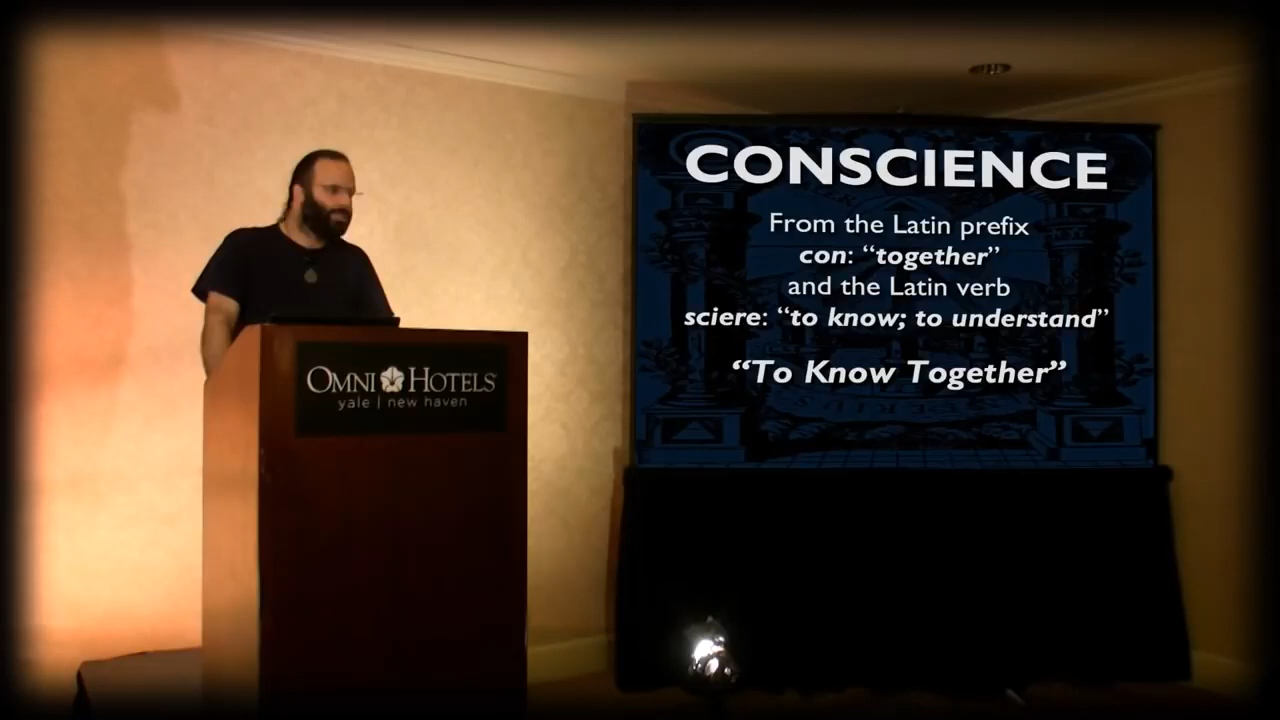 CONSCIENCE
From the Latin prefix
con: “together”
and the Latin verb
sciere: “to know; to understand”
“To Know Together”
OMNI HOTELS
yale | new haven